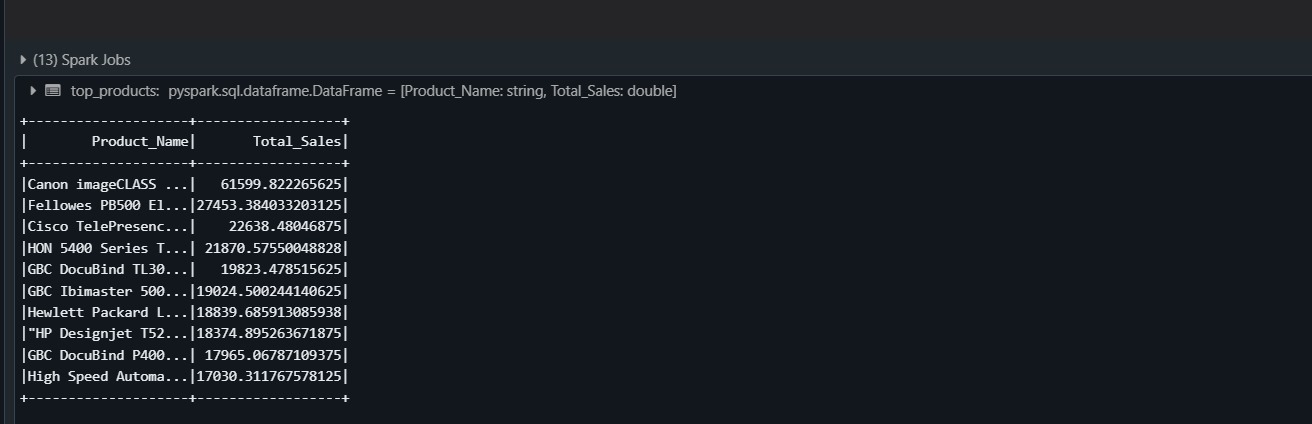 (13) Spark Jobs
top_products: pyspark.sql.dataframe.DataFrame = [Product_Name: string, Total_Sales: double]
+--------------------+------------------+
|        Product_Name|       Total_Sales|
+--------------------+------------------+
|Canon imageCLASS ...|   61599.822265625|
|Fellowes PB500 El...|27453.384033203125|
|Cisco TelePresenc...|    22638.48046875|
|HON 5400 Series T...| 21870.57550048828|
|GBC DocuBind TL30...|   19823.478515625|
|GBC Ibimaster 500...|19024.500244140625|
|Hewlett Packard L...|18839.685913085938|
|"HP Designjet T52...|18374.895263671875|
|GBC DocuBind P400...| 17965.06787109375|
|High Speed Automa...|17030.311767578125|
+--------------------+------------------+